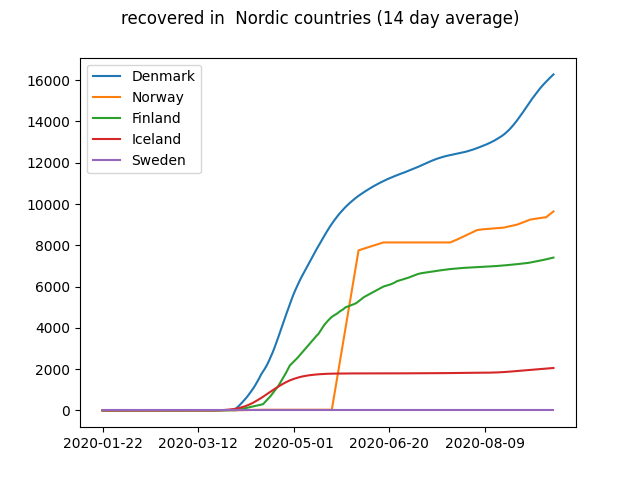 recovered in  Nordic countries (14 day average)
Denmark
Norway
Finland
Iceland
Sweden
16000
14000
12000
10000
8000
6000
4000
2000
0
2020-01-22 2020-03-12 2020-05-01 2020-06-20 2020-08-09